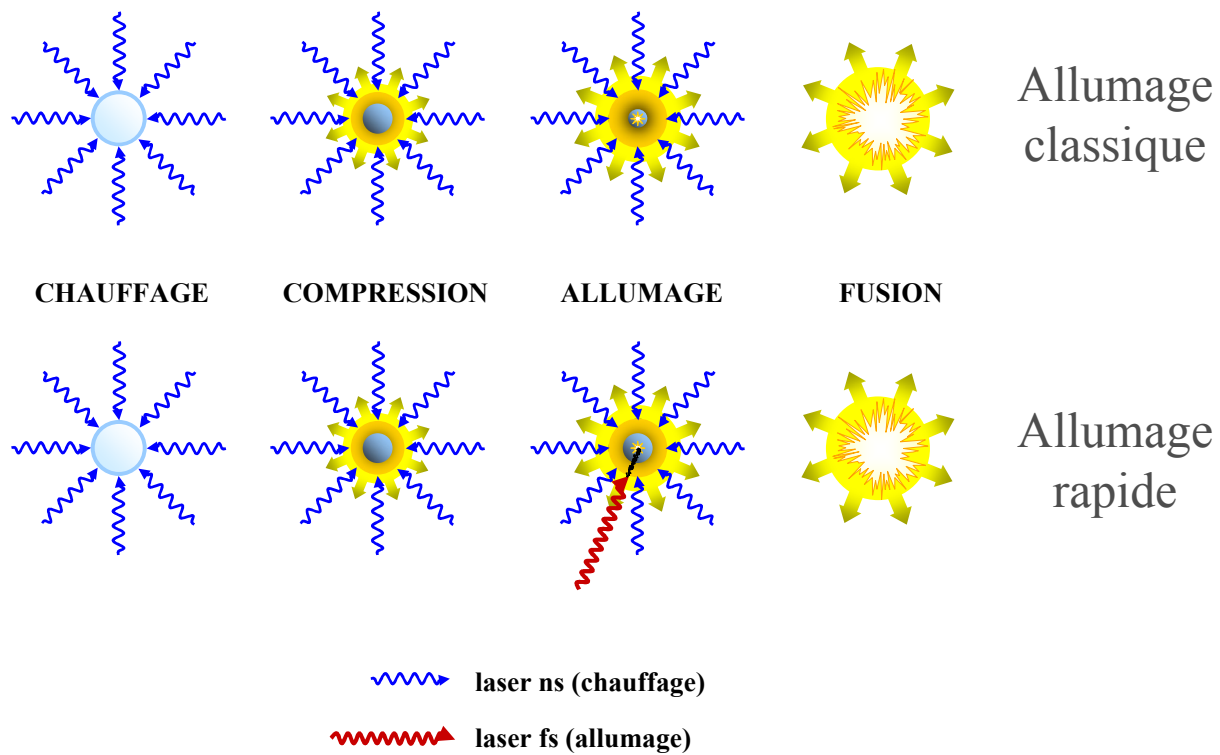 Allumage
classique
CHAUFFAGE COMPRESSION ALLUMAGE FUSION
Allumage
rapide
laser ns (chauffage)
laser fs (allumage)